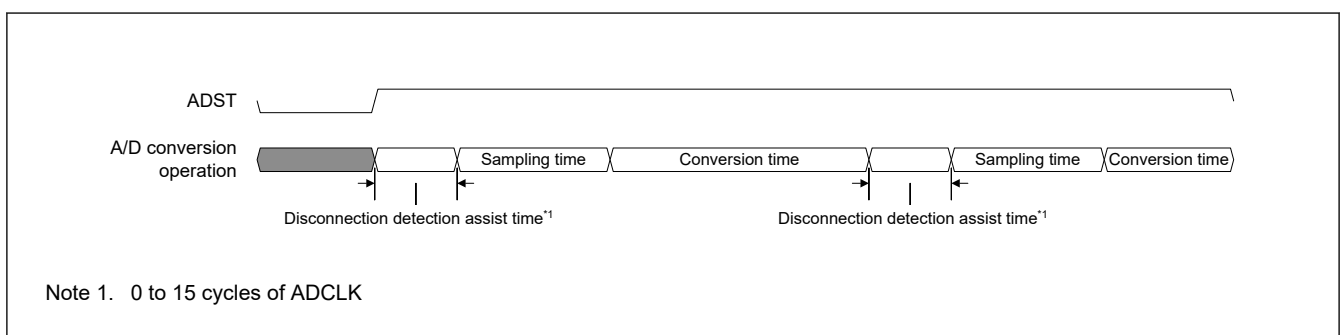 ADST
A/D conversion
operation
Sampling time
Conversion time
Sampling time
Conversion time
Disconnection detection assist time*1
Disconnection detection assist time*1
Note 1. 0 to 15 cycles of ADCLK